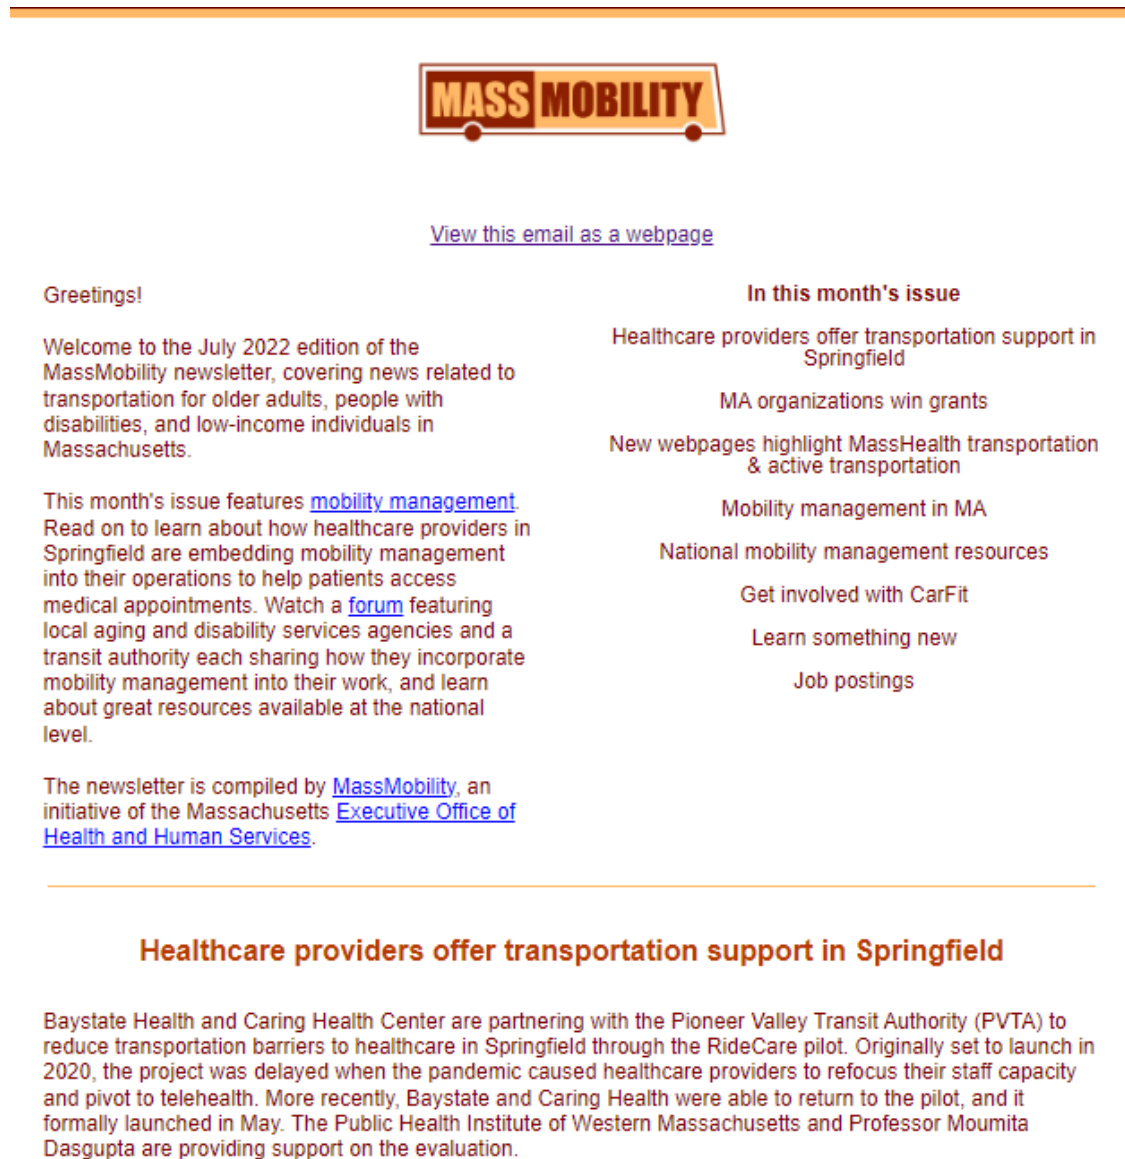 MASS MOBILITY
View this email as a webpage
Greetings!
Welcome to the July 2022 edition of the
MassMobility newsletter, covering news related to
transportation for older adults, people with
disabilities, and low-income individuals in
Massachusetts.
This month's issue features mobility management.
Read on to learn about how healthcare providers in
Springfield are embedding mobility management
into their operations to help patients access
medical appointments. Watch a forum featuring
local aging and disability services agencies and a
transit authority each sharing how they incorporate
mobility management into their work, and learn
about great resources available at the national
level.
The newsletter is compiled by MassMobility, an
initiative of the Massachusetts Executive Office of
Health and Human Services.
In this month's issue
Healthcare providers offer transportation support in
Springfield
MA organizations win grants
New webpages highlight MassHealth transportation
& active transportation
Mobility management in MA
National mobility management resources
Get involved with CarFit
Learn something new
Job postings
Healthcare providers offer transportation support in Springfield
Baystate Health and Caring Health Center are partnering with the Pioneer Valley Transit Authority (PVTA) to
reduce transportation barriers to healthcare in Springfield through the RideCare pilot. Originally set to launch in
2020, the project was delayed when the pandemic caused healthcare providers to refocus their staff capacity
and pivot to telehealth. More recently, Baystate and Caring Health were able to return to the pilot, and it
formally launched in May. The Public Health Institute of Western Massachusetts and Professor Moumita
Dasgupta are providing support on the evaluation.